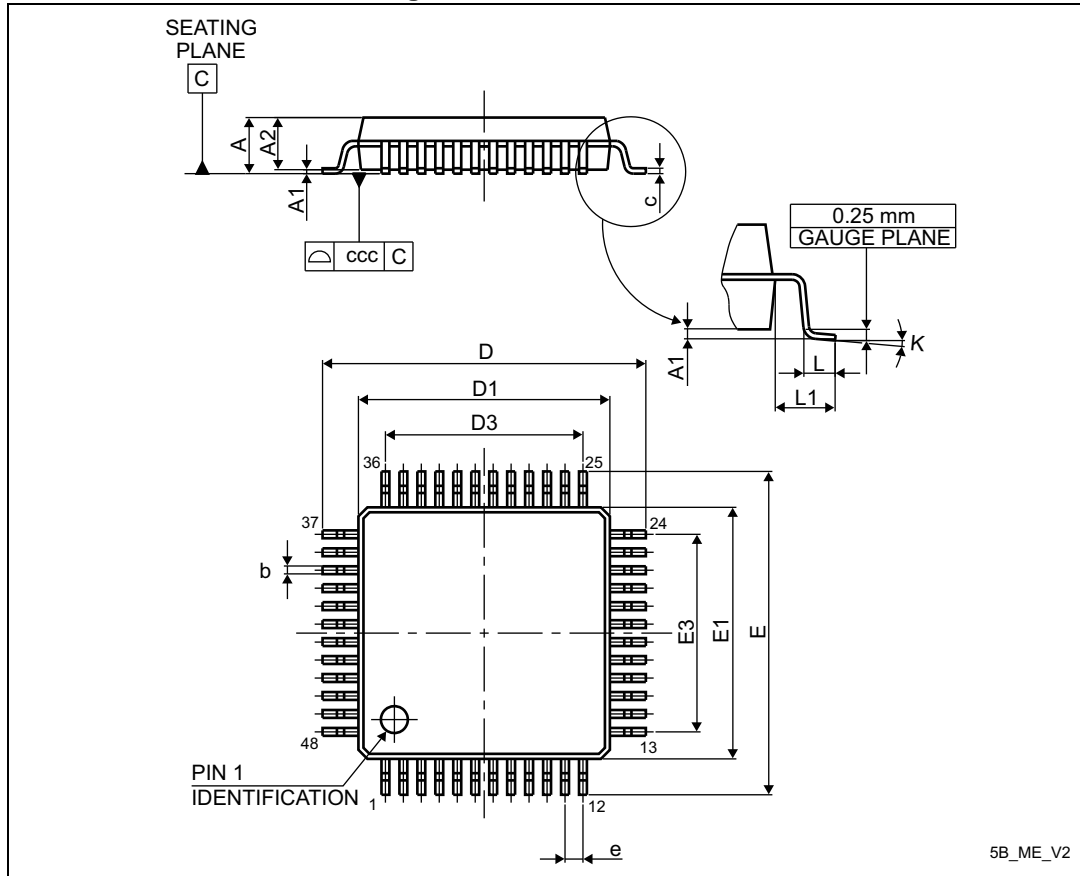 SEATING
PLANE
C
A
A2
A1
c
ccc C
0.25 mm
GAUGE PLANE
A1
K
L
L1
D
D1
D3
36
25
37
24
b
E3
E1
E
48
13
PIN 1
IDENTIFICATION
1
12
e
5B_ME_V2